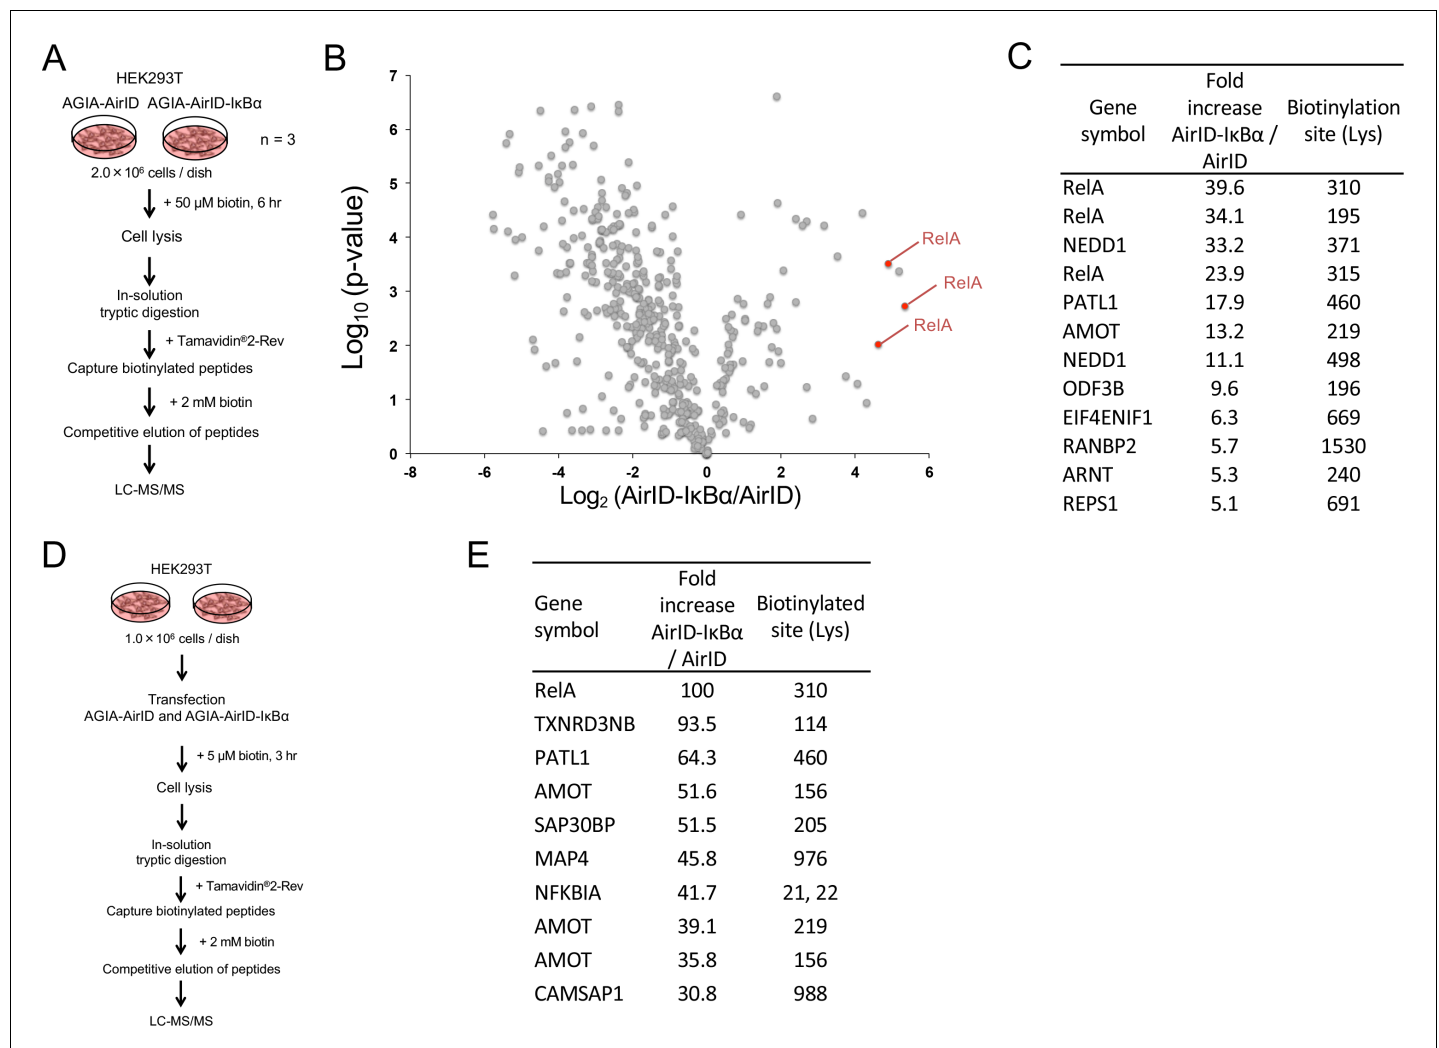 A
HEK293T
AGIA-AirID AGIA-AirID-IκBα
n = 3
2.0 × 10⁶ cells / dish
+ 50 μM biotin, 6 hr
Cell lysis
In-solution
tryptic digestion
+ Tamavidin®2-Rev
Capture biotinylated peptides
+ 2 mM biotin
Competitive elution of peptides
LC-MS/MS
B
Log₁₀ (p-value)
7
6
5
4
3
2
1
0
-8 -6 -4 -2 0 2 4 6
Log₂ (AirID-IκBα/AirID)
RelA
RelA
RelA
C
Gene symbol
Fold increase AirID-IκBα / AirID
Biotinylation site (Lys)
RelA 39.6 310
RelA 34.1 195
NEDD1 33.2 371
RelA 23.9 315
PATL1 17.9 460
AMOT 13.2 219
NEDD1 11.1 498
ODF3B 9.6 196
EIF4ENIF1 6.3 669
RANBP2 5.7 1530
ARNT 5.3 240
REPS1 5.1 691
D
HEK293T
1.0 × 10⁶ cells / dish
Transfection
AGIA-AirID and AGIA-AirID-IκBα
+ 5 μM biotin, 3 hr
Cell lysis
In-solution
tryptic digestion
+ Tamavidin®2-Rev
Capture biotinylated peptides
+ 2 mM biotin
Competitive elution of peptides
LC-MS/MS
E
Gene symbol
Fold increase AirID-IκBα / AirID
Biotinylated site (Lys)
RelA 100 310
TXNRD3NB 93.5 114
PATL1 64.3 460
AMOT 51.6 156
SAP30BP 51.5 205
MAP4 45.8 976
NFKBIA 41.7 21, 22
AMOT 39.1 219
AMOT 35.8 156
CAMSAP1 30.8 988